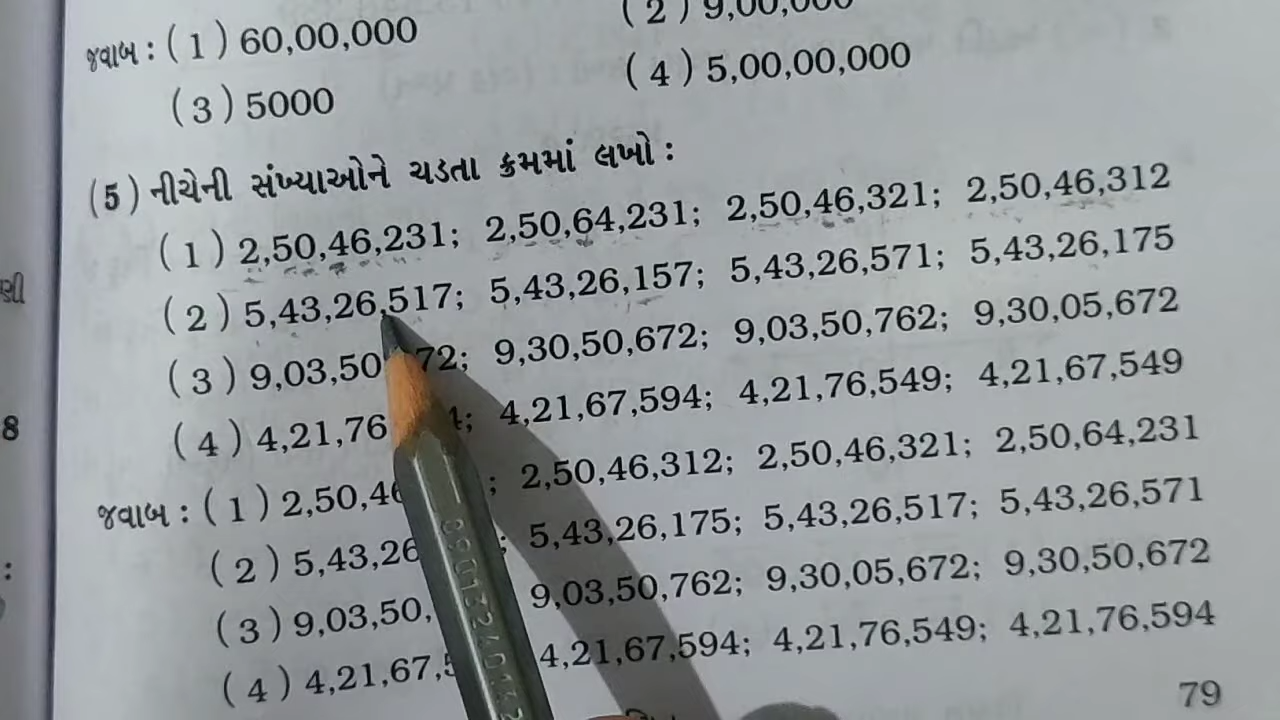 (2) 9,00,000
જવાબ : (1) 60,00,000
(4) 5,00,00,000
(3) 5000
(5) નીચેની સંખ્યાઓને ચડતા ક્રમમાં લખો :
(1) 2,50,46,231; 2,50,64,231; 2,50,46,321; 2,50,46,312
(2) 5,43,26,517; 5,43,26,157; 5,43,26,571; 5,43,26,175
(3) 9,03,50 72; 9,30,50,672; 9,03,50,762; 9,30,05,672
(4) 4,21,76 4; 4,21,67,594; 4,21,76,549; 4,21,67,549
8
જવાબ : (1) 2,50,46 ; 2,50,46,312; 2,50,46,321; 2,50,64,231
(2) 5,43,26 ; 5,43,26,175; 5,43,26,517; 5,43,26,571
(3) 9,03,50, 9,03,50,762; 9,30,05,672; 9,30,50,672
(4) 4,21,67,5 4,21,67,594; 4,21,76,549; 4,21,76,594
79